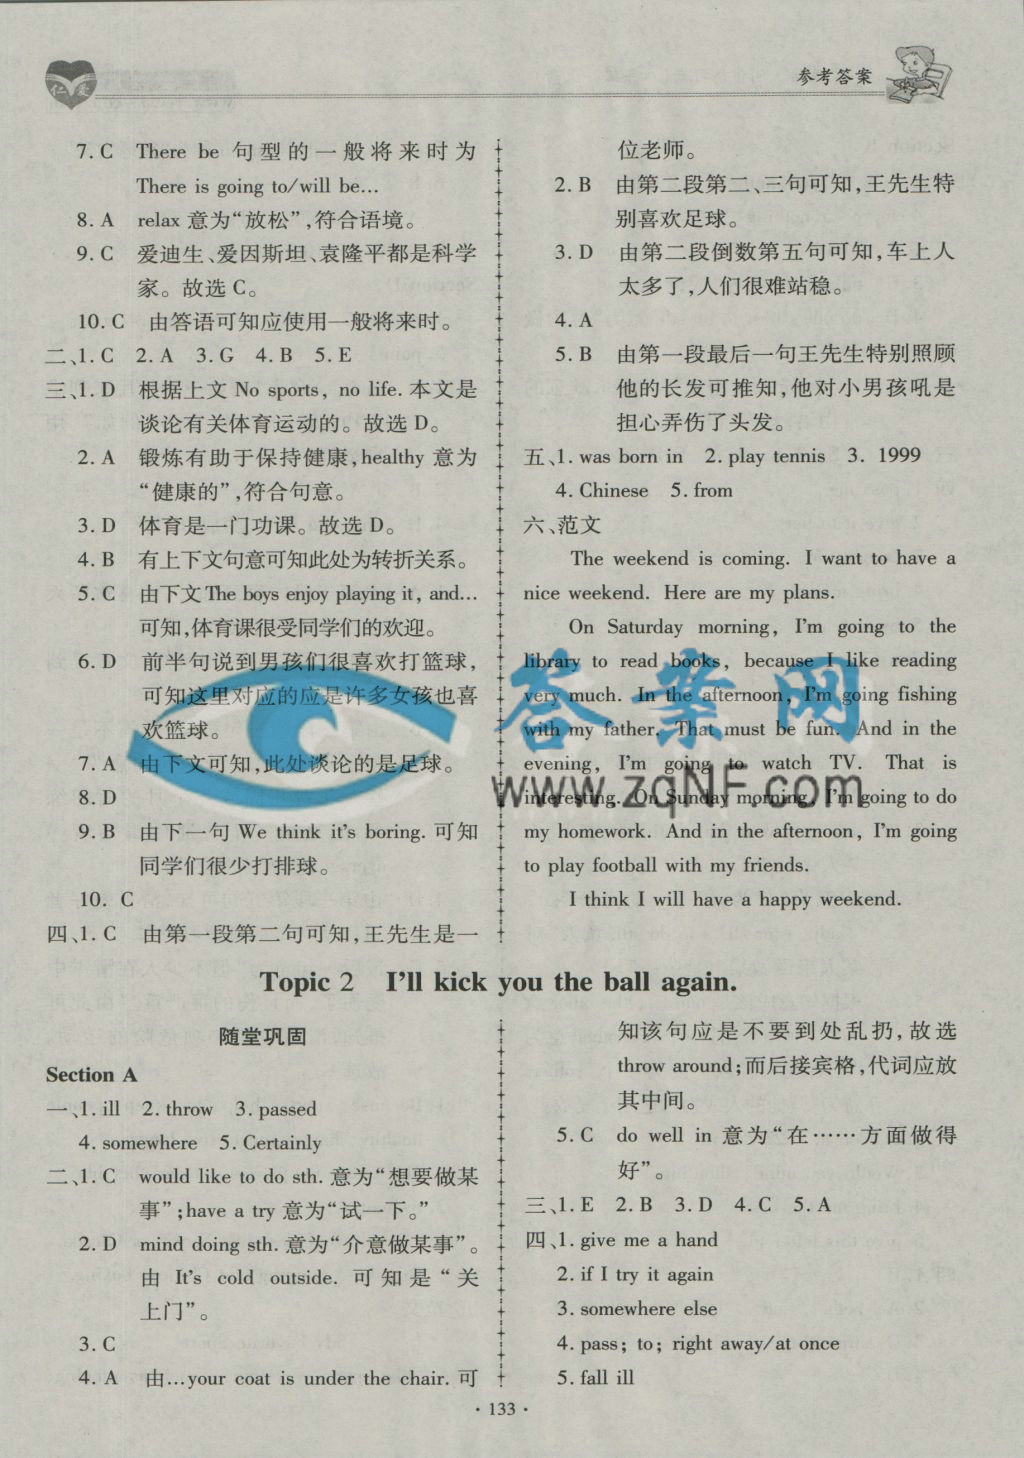 仁爱
参考答案
7. C There be 句型的一般将来时为
There is going to/will be...
8. A relax 意为“放松”,符合语境。
9. C 爱迪生、爱因斯坦、袁隆平都是科学
家。故选 C。
10. C 由答语可知应使用一般将来时。
二、1. C 2. A 3. G 4. B 5. E
三、1. D 根据上文 No sports, no life. 本文是
谈论有关体育运动的。故选 D。
2. A 锻炼有助于保持健康,healthy 意为
“健康的”,符合句意。
3. D 体育是一门功课。故选 D。
4. B 有上下文句意可知此处为转折关系。
5. C 由下文 The boys enjoy playing it, and...
可知,体育课很受同学们的欢迎。
6. D 前半句说到男孩们很喜欢打篮球,
可知这里对应的应是许多女孩也喜
欢篮球。
7. A 由下文可知,此处谈论的是足球。
8. D
9. B 由下一句 We think it's boring. 可知
同学们很少打排球。
10. C
四、1. C 由第一段第二句可知,王先生是一
位老师。
2. B 由第二段第二、三句可知,王先生特
别喜欢足球。
3. D 由第二段倒数第五句可知,车上人
太多了,人们很难站稳。
4. A
5. B 由第一段最后一句王先生特别照顾
他的长发可推知,他对小男孩吼是
担心弄伤了头发。
五、1. was born in 2. play tennis 3. 1999
4. Chinese 5. from
六、范文
The weekend is coming. I want to have a
nice weekend. Here are my plans.
On Saturday morning, I'm going to the
library to read books, because I like reading
very much. In the afternoon, I'm going fishing
with my father. That must be fun. And in the
evening, I'm going to watch TV. That is
interesting. On Sunday morning, I'm going to do
my homework. And in the afternoon, I'm going
to play football with my friends.
I think I will have a happy weekend.
答案网
www.zqNF.com
Topic 2 I'll kick you the ball again.
随堂巩固
Section A
一、1. ill 2. throw 3. passed
4. somewhere 5. Certainly
二、1. C would like to do sth. 意为“想要做某
事”;have a try 意为“试一下。”
2. D mind doing sth. 意为“介意做某事”。
由 It's cold outside. 可知是“关
上门”。
3. C
4. A 由...your coat is under the chair. 可
知该句应是不要到处乱扔,故选
throw around;而后接宾格,代词应放
其中间。
5. C do well in 意为“在……方面做得
好”。
三、1. E 2. B 3. D 4. C 5. A
四、1. give me a hand
2. if I try it again
3. somewhere else
4. pass; to; right away/at once
5. fall ill
· 133 ·